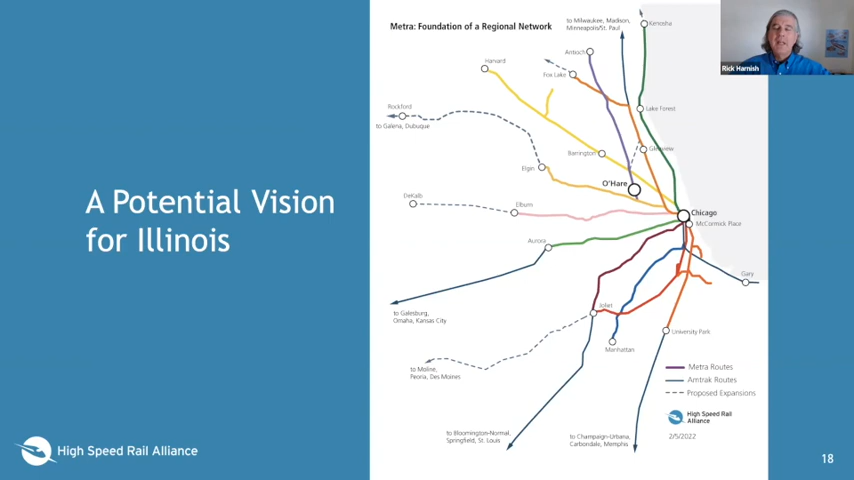 A Potential Vision
for Illinois
High Speed Rail Alliance
Metra: Foundation of a Regional Network
to Milwaukee, Madison,
Minneapolis/St. Paul
Kenosha
Antioch
Harvard
Fox Lake
Rockford
to Galena, Dubuque
Lake Forest
Glenview
Barrington
Elgin
O'Hare
DeKalb
Elburn
Chicago
McCormick Place
Aurora
Gary
to Galesburg,
Omaha, Kansas City
Joliet
University Park
Manhattan
to Moline,
Peoria, Des Moines
Metra Routes
Amtrak Routes
Proposed Expansions
High Speed Rail
Alliance
2/5/2022
to Bloomington-Normal,
Springfield, St. Louis
to Champaign-Urbana,
Carbondale, Memphis
Rick Harnish
18